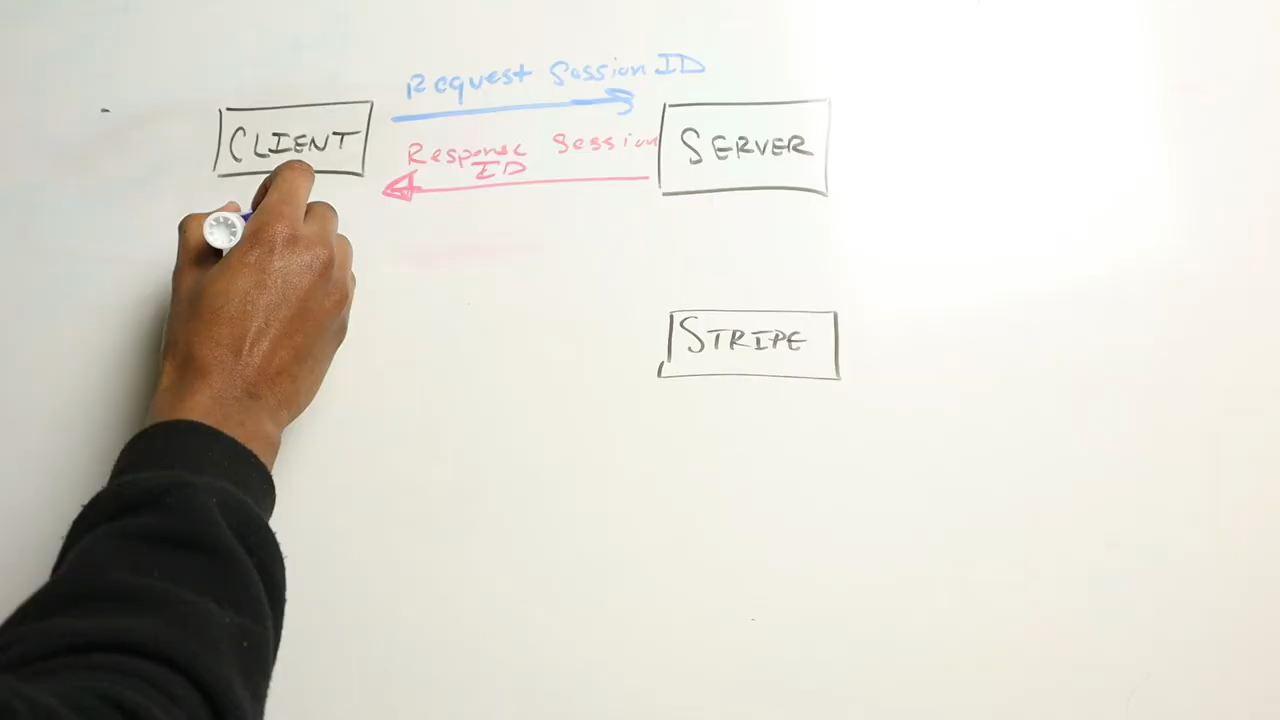 Request Session ID
CLIENT
Response Session
ID
SERVER
STRIPE